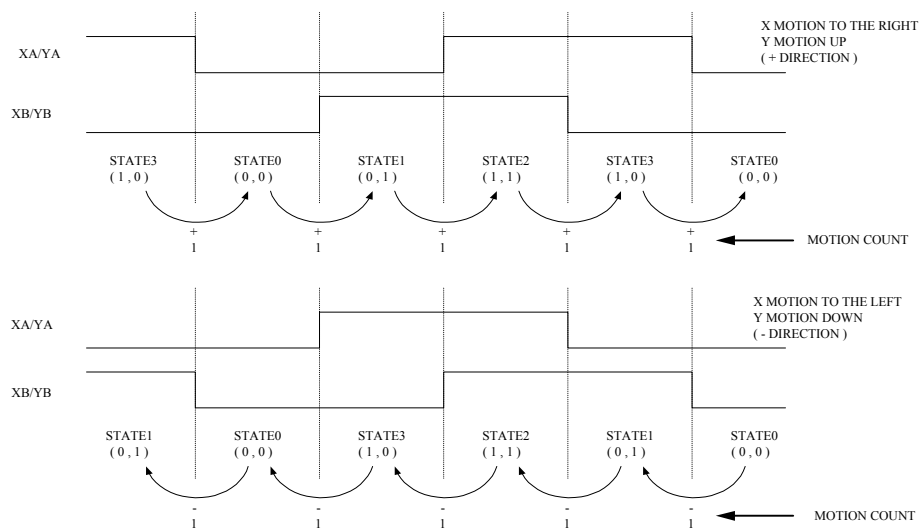 X MOTION TO THE RIGHT
Y MOTION UP
( + DIRECTION )
XA/YA
XB/YB
STATE3 STATE0 STATE1 STATE2 STATE3 STATE0
( 1 , 0 ) ( 0 , 0 ) ( 0 , 1 ) ( 1 , 1 ) ( 1 , 0 ) ( 0 , 0 )
+ + + + +
1 1 1 1 1
MOTION COUNT
X MOTION TO THE LEFT
Y MOTION DOWN
( - DIRECTION )
XA/YA
XB/YB
STATE1 STATE0 STATE3 STATE2 STATE1 STATE0
( 0 , 1 ) ( 0 , 0 ) ( 1 , 0 ) ( 1 , 1 ) ( 0 , 1 ) ( 0 , 0 )
- - - - -
1 1 1 1 1
MOTION COUNT